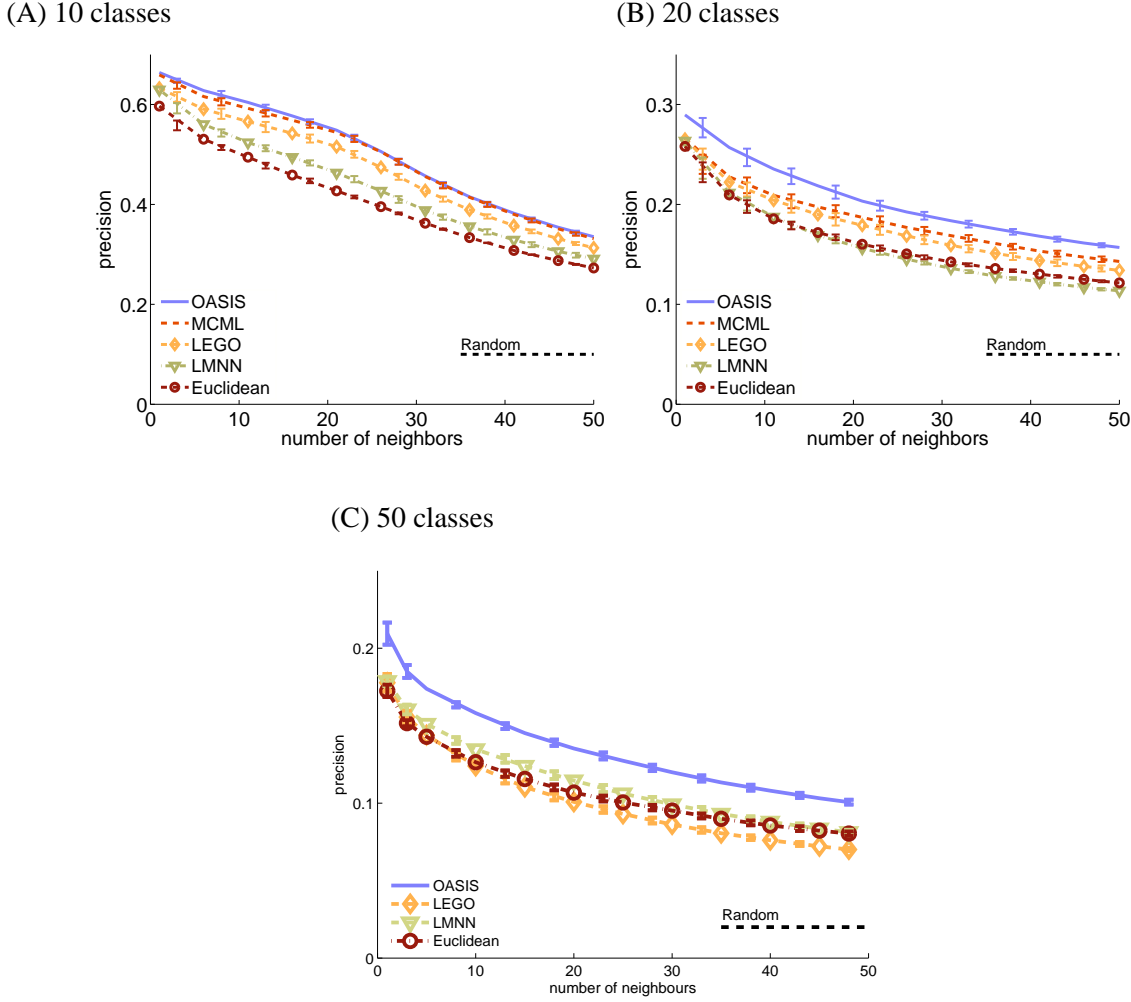 (A) 10 classes
0.6
0.4
0.2
0
precision
OASIS
MCML
LEGO
LMNN
Euclidean
Random
0 10 20 30 40 50
number of neighbors
(B) 20 classes
0.3
0.2
0.1
0
precision
OASIS
MCML
LEGO
LMNN
Euclidean
Random
0 10 20 30 40 50
number of neighbors
(C) 50 classes
0.2
0.1
0
precision
OASIS
LEGO
LMNN
Euclidean
Random
0 10 20 30 40 50
number of neighbours